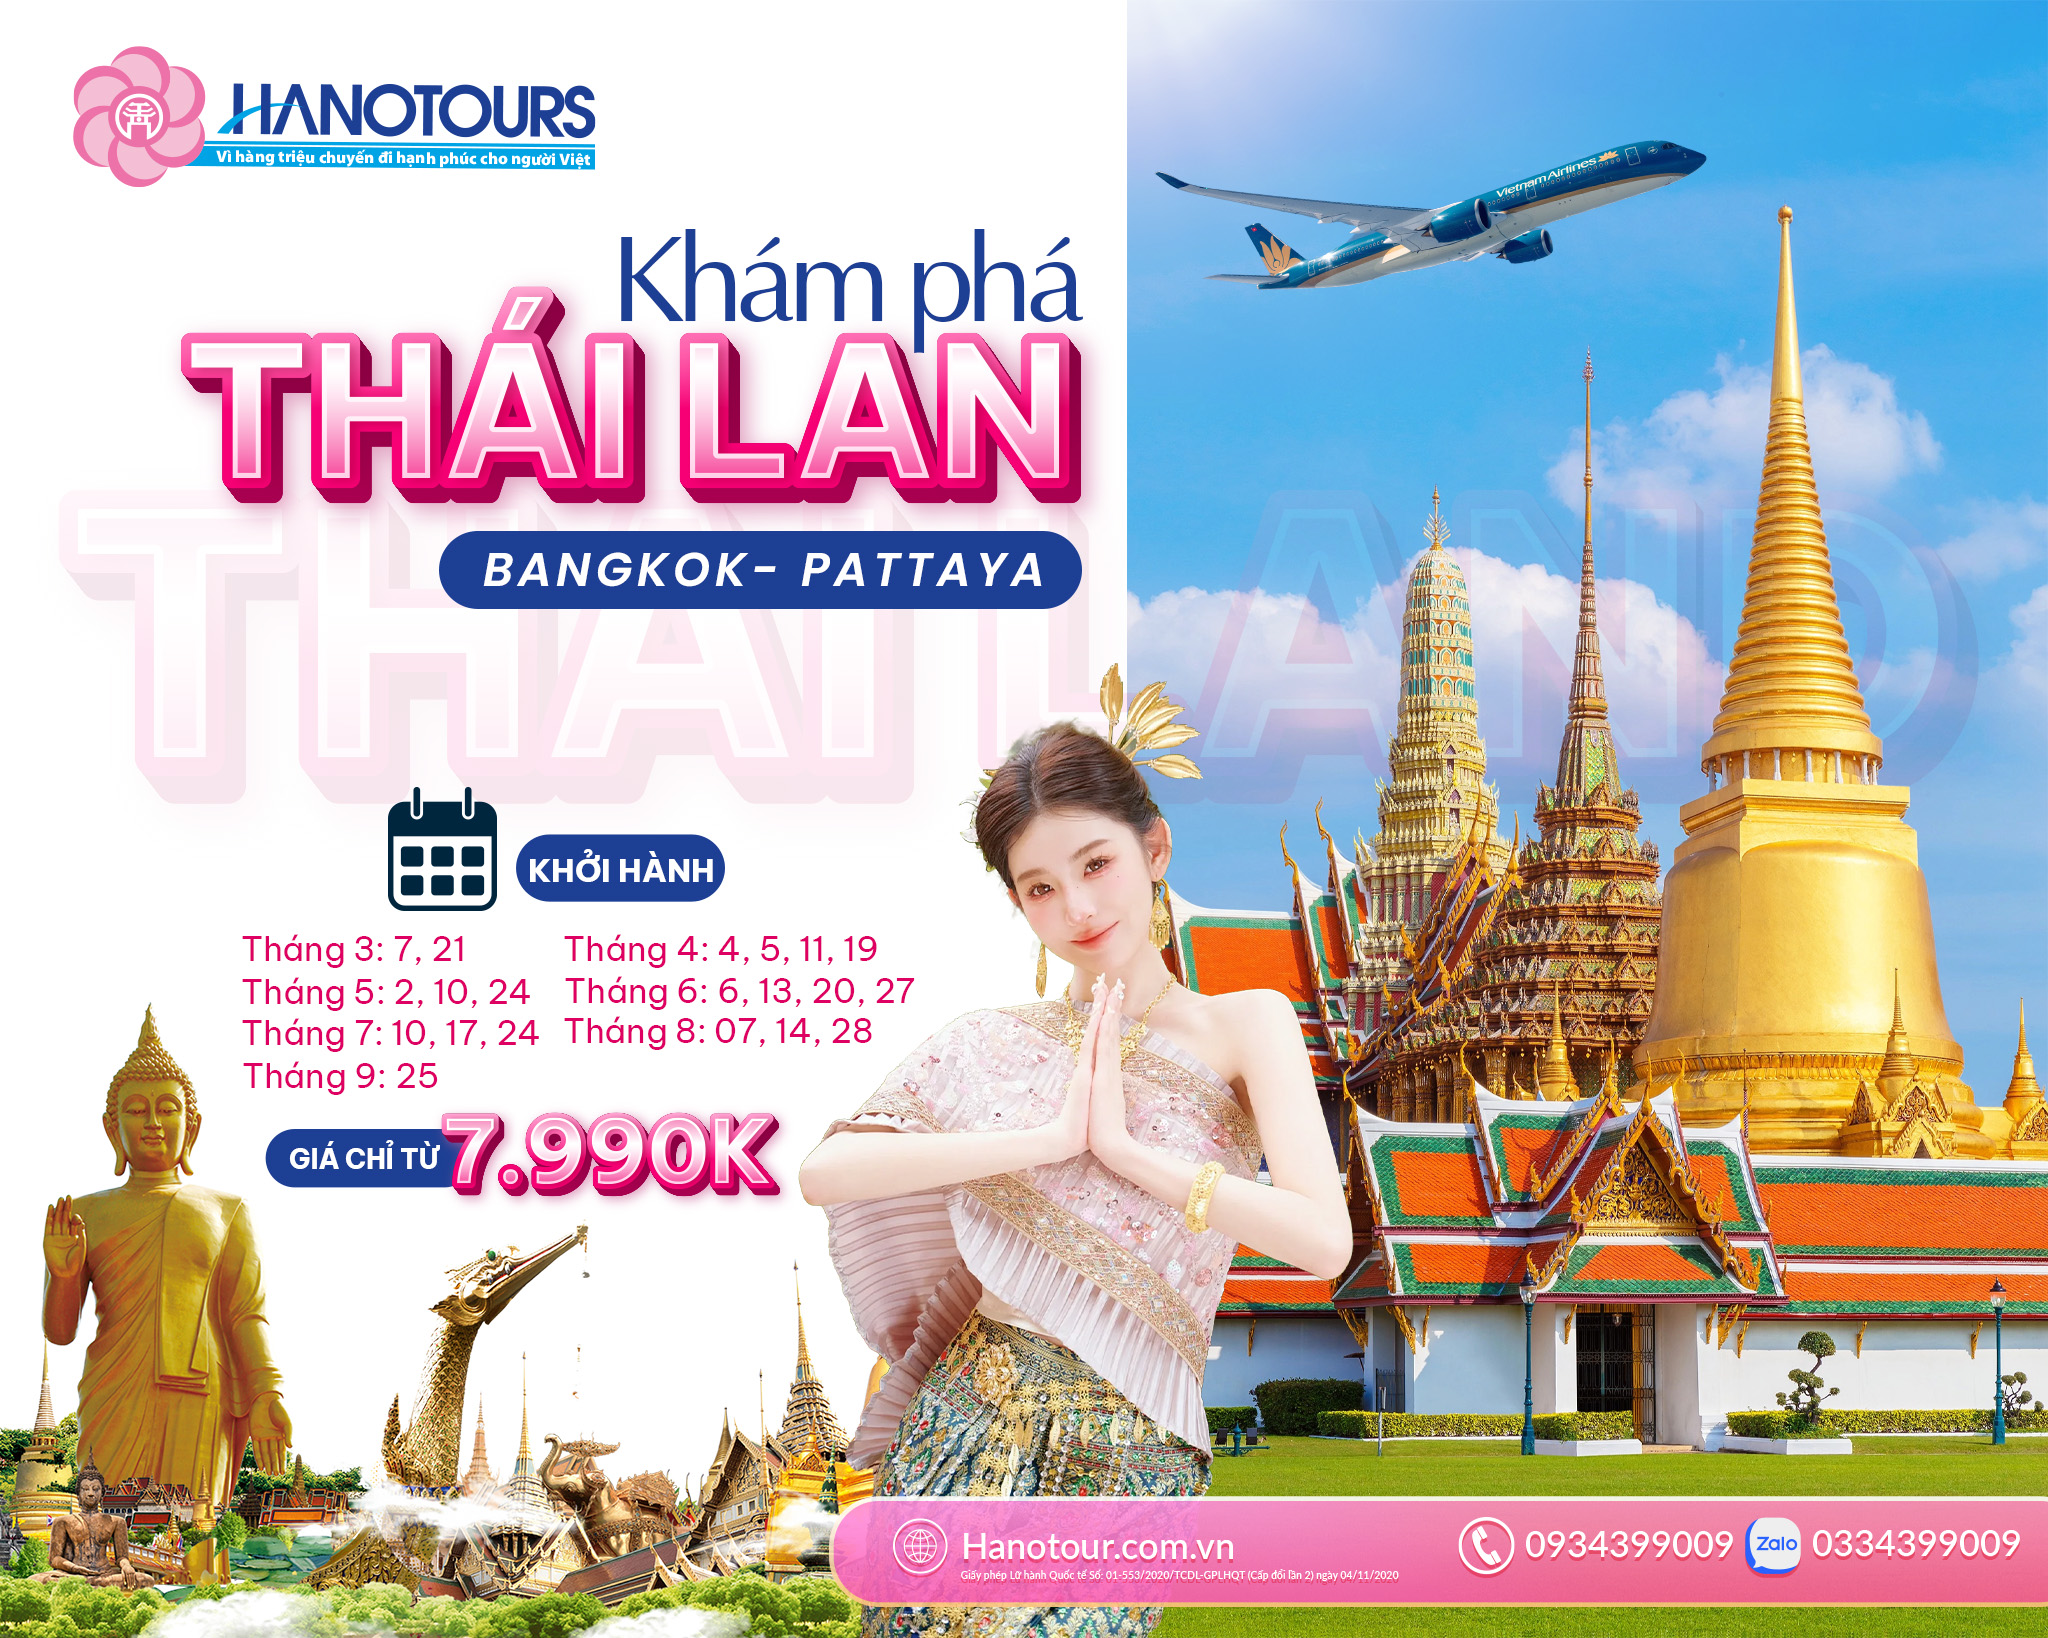 HANOTOURS
Vì hàng triệu chuyến đi hạnh phúc cho người Việt
Vietnam Airlines
Khám phá
THÁI LAN
BANGKOK- PATTAYA
THAILAND
KHỞI HÀNH
Tháng 3: 7, 21
Tháng 4: 4, 5, 11, 19
Tháng 5: 2, 10, 24
Tháng 6: 6, 13, 20, 27
Tháng 7: 10, 17, 24
Tháng 8: 07, 14, 28
Tháng 9: 25
GIÁ CHỈ TỪ 7.990K
Hanotour.com.vn
Giấy phép Lữ hành Quốc tế Số: 01-553/2020/TCDL-GPLHQT (Cấp đổi lần 2) ngày 04/11/2020
0934399009
Zalo 0334399009